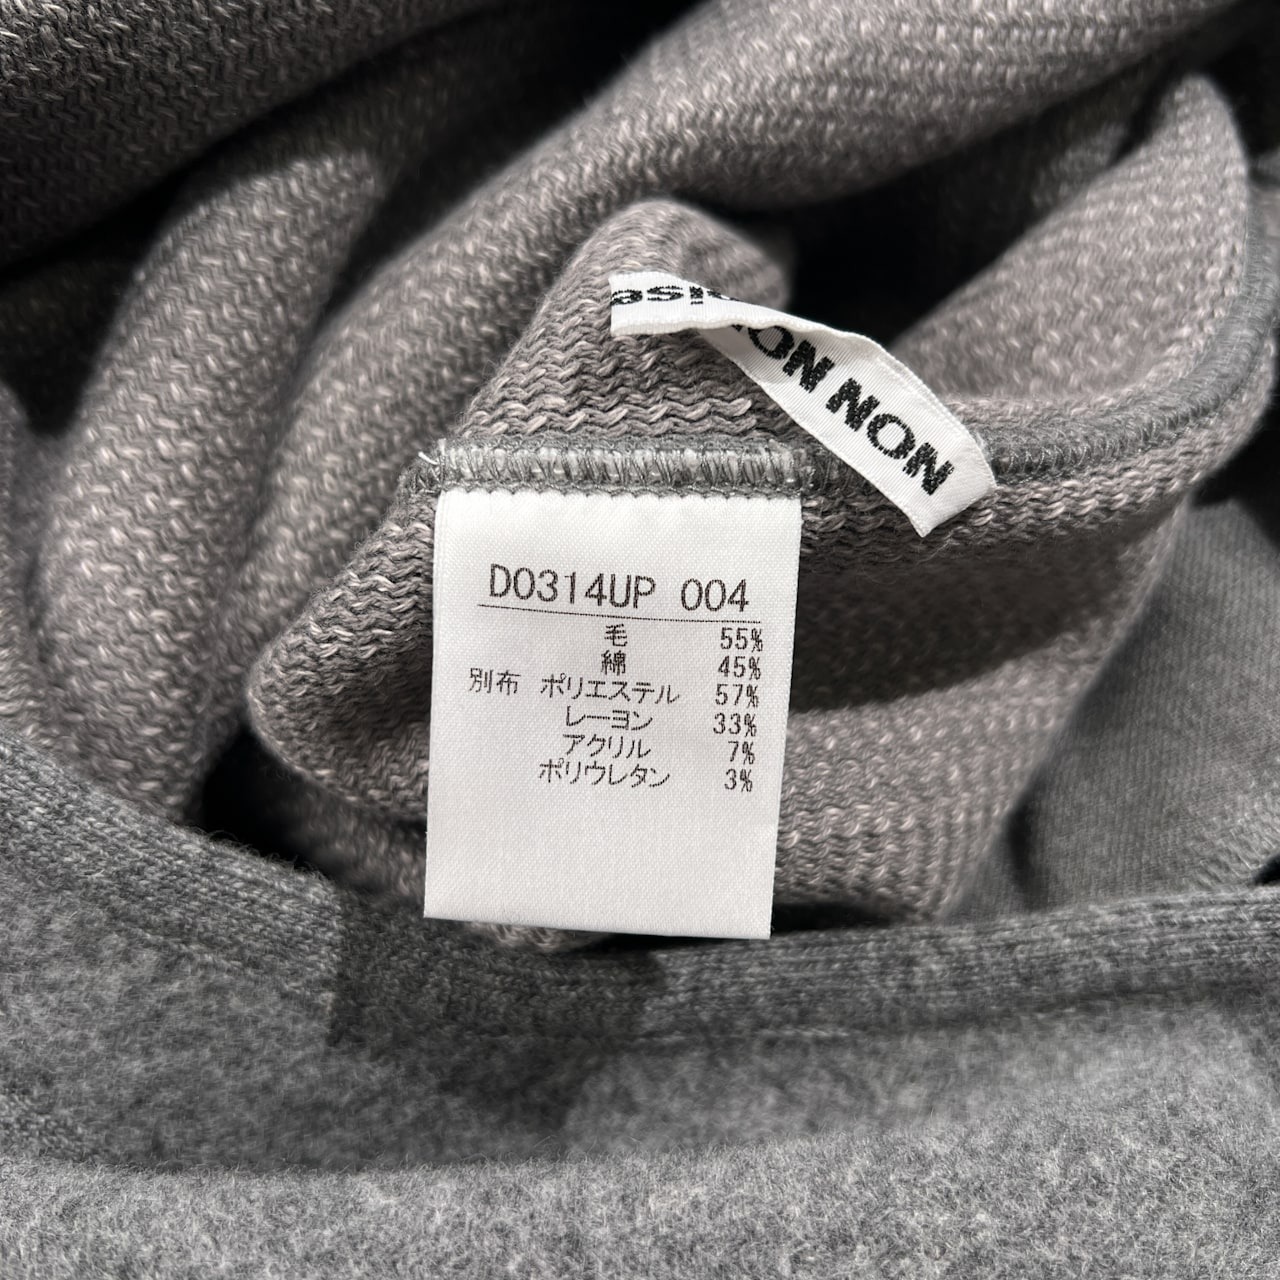 NON NON
D0314UP 004
毛 55%
綿 45%
別布 ポリエステル 57%
レーヨン 33%
アクリル 7%
ポリウレタン 3%